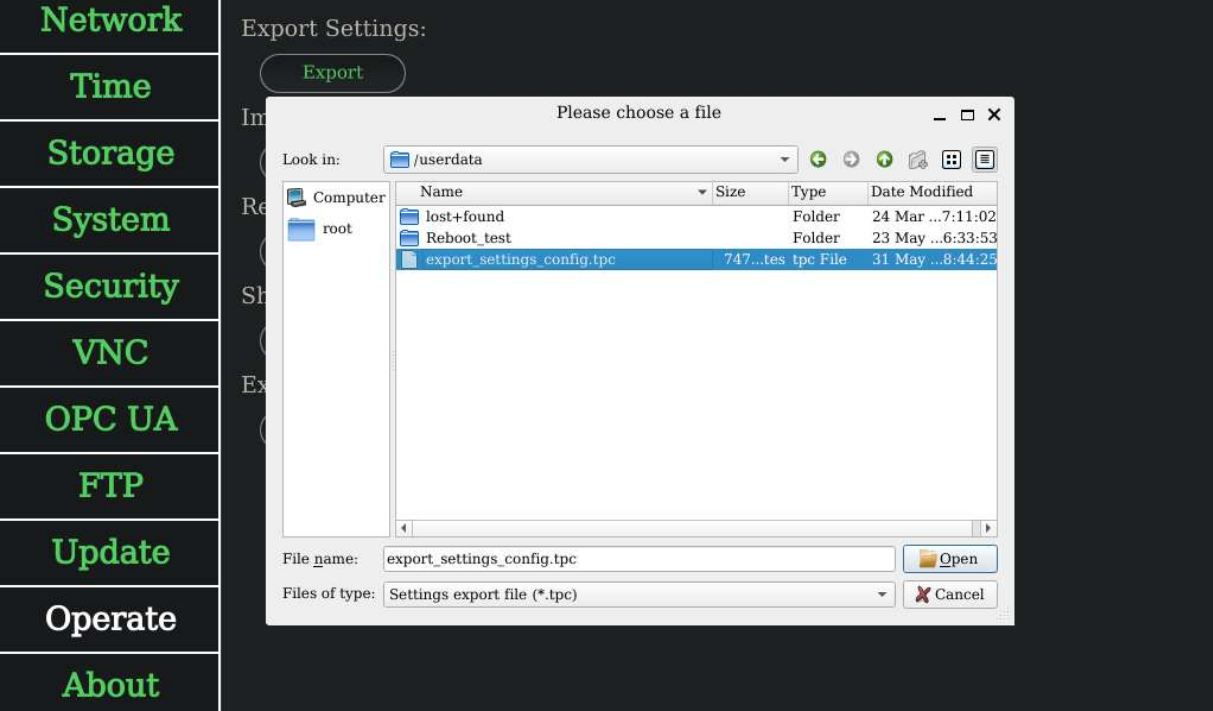 Network
Time
Storage
System
Security
VNC
OPC UA
FTP
Update
Operate
About
Export Settings:
Export
Im
Re
Sh
Ex
Please choose a file
Look in: /userdata
Computer
root
Name Size Type Date Modified
lost+found Folder 24 Mar ...7:11:02
Reboot_test Folder 23 May ...6:33:53
export_settings_config.tpc 747...tes tpc File 31 May ...8:44:25
File name: export_settings_config.tpc Open
Files of type: Settings export file (*.tpc) Cancel